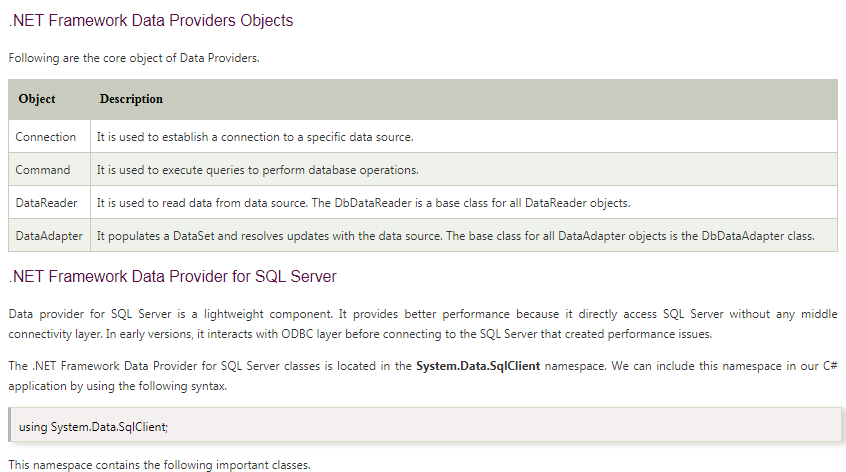 .NET Framework Data Providers Objects
Following are the core object of Data Providers.
Object Description
Connection It is used to establish a connection to a specific data source.
Command It is used to execute queries to perform database operations.
DataReader It is used to read data from data source. The DbDataReader is a base class for all DataReader objects.
DataAdapter It populates a DataSet and resolves updates with the data source. The base class for all DataAdapter objects is the DbDataAdapter class.
.NET Framework Data Provider for SQL Server
Data provider for SQL Server is a lightweight component. It provides better performance because it directly access SQL Server without any middle
connectivity layer. In early versions, it interacts with ODBC layer before connecting to the SQL Server that created performance issues.
The .NET Framework Data Provider for SQL Server classes is located in the System.Data.SqlClient namespace. We can include this namespace in our C#
application by using the following syntax.
using System.Data.SqlClient;
This namespace contains the following important classes.